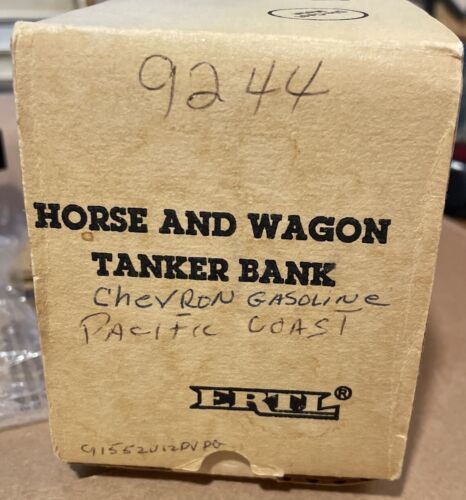 9244
HORSE AND WAGON
TANKER BANK
CHEVRON GASOLINE
PACIFIC COAST
ERTL®